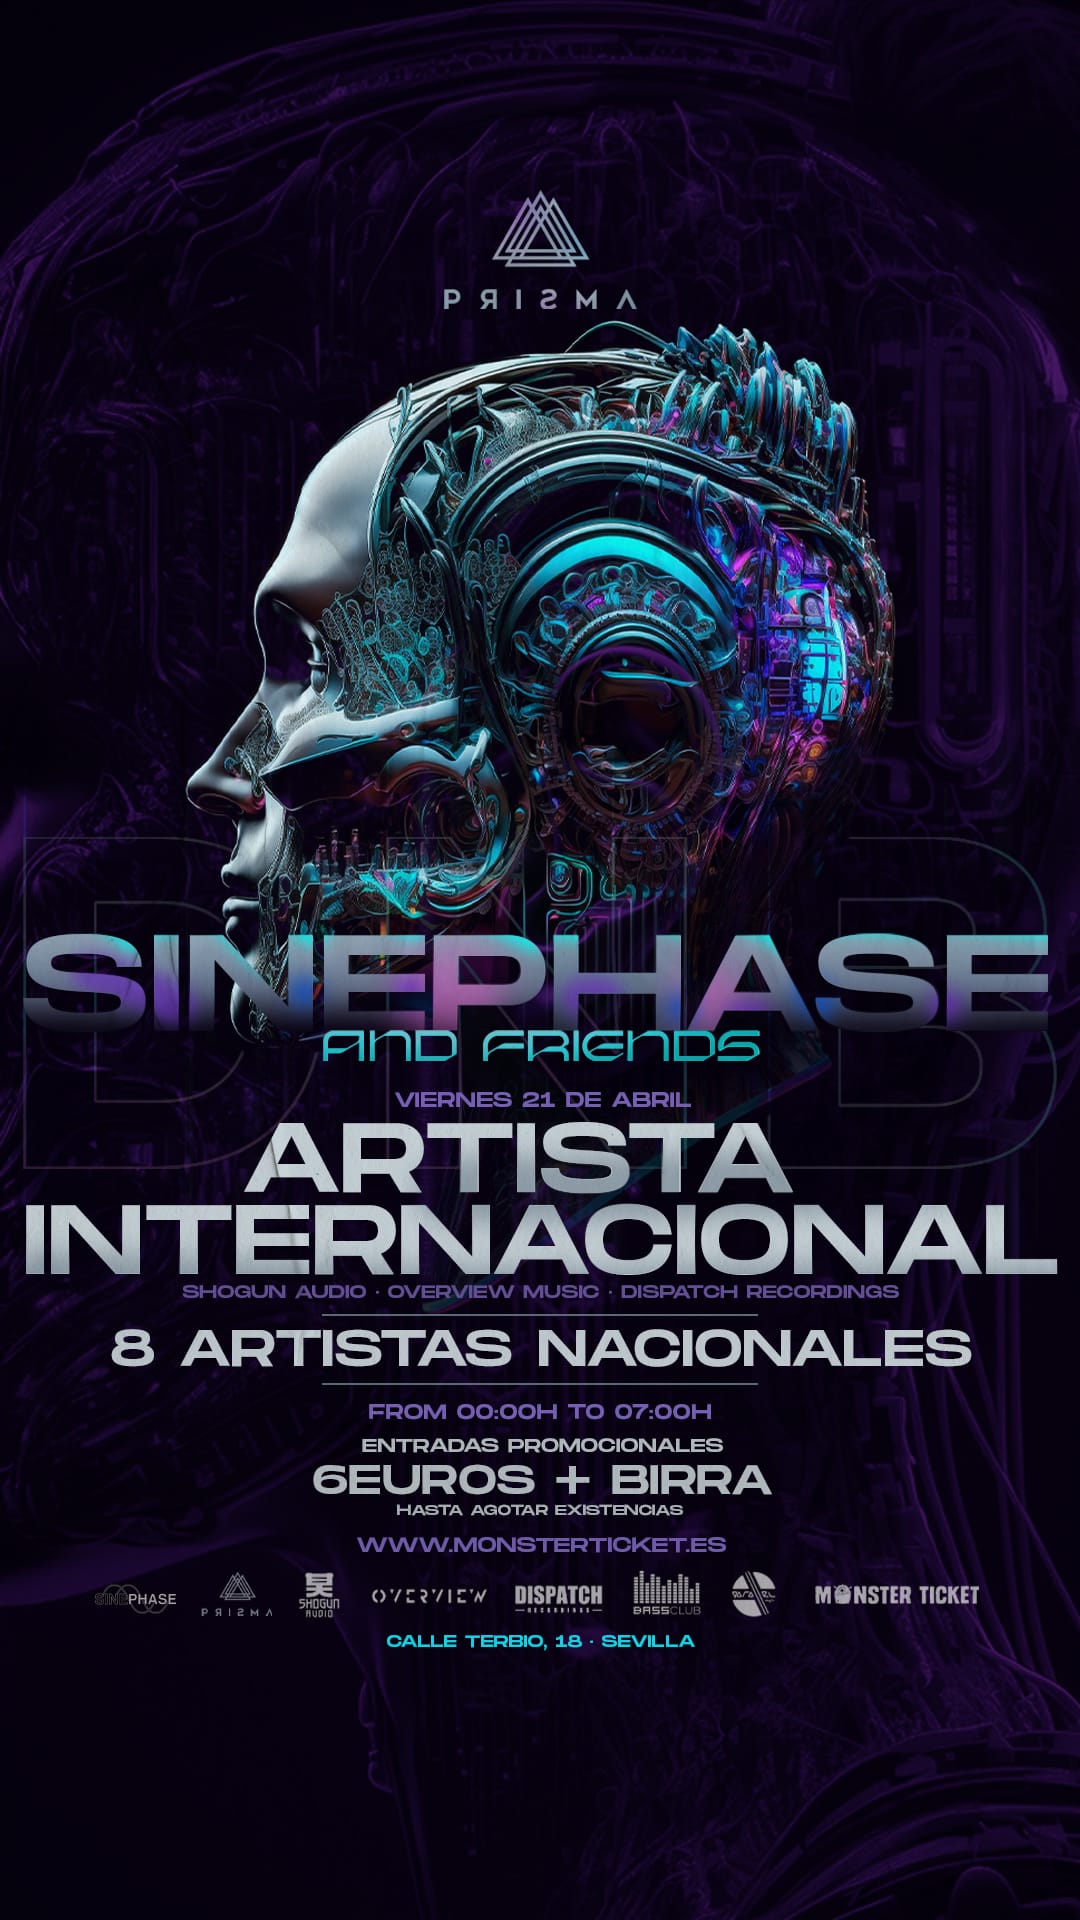 PRISMA
DNB
SINEPHASE
AND FRIENDS
VIERNES 21 DE ABRIL
ARTISTA
INTERNACIONAL
SHOGUN AUDIO · OVERVIEW MUSIC · DISPATCH RECORDINGS
8 ARTISTAS NACIONALES
FROM 00:00H TO 07:00H
ENTRADAS PROMOCIONALES
6EUROS + BIRRA
HASTA AGOTAR EXISTENCIAS
WWW.MONSTERTICKET.ES
SINEPHASE PRISMA 昊 SHOGUN AUDIO OVERVIEW DISPATCH RECORDINGS BASSCLUB MONSTER TICKET
CALLE TERBIO, 18 · SEVILLA